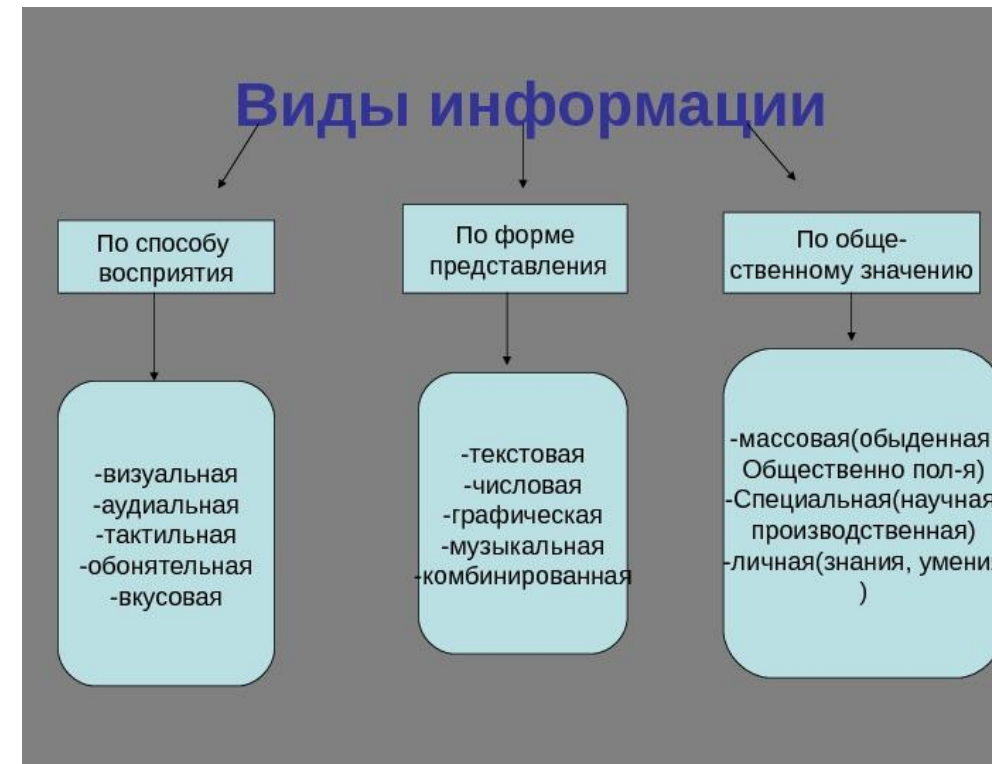 Виды информации
По способу
восприятия
По форме
представления
По обще-
ственному значению
-визуальная
-аудиальная
-тактильная
-обонятельная
-вкусовая
-текстовая
-числовая
-графическая
-музыкальная
-комбинированная
-массовая(обыденная
Общественно пол-я)
-Специальная(научная
производственная)
-личная(знания, умения
)